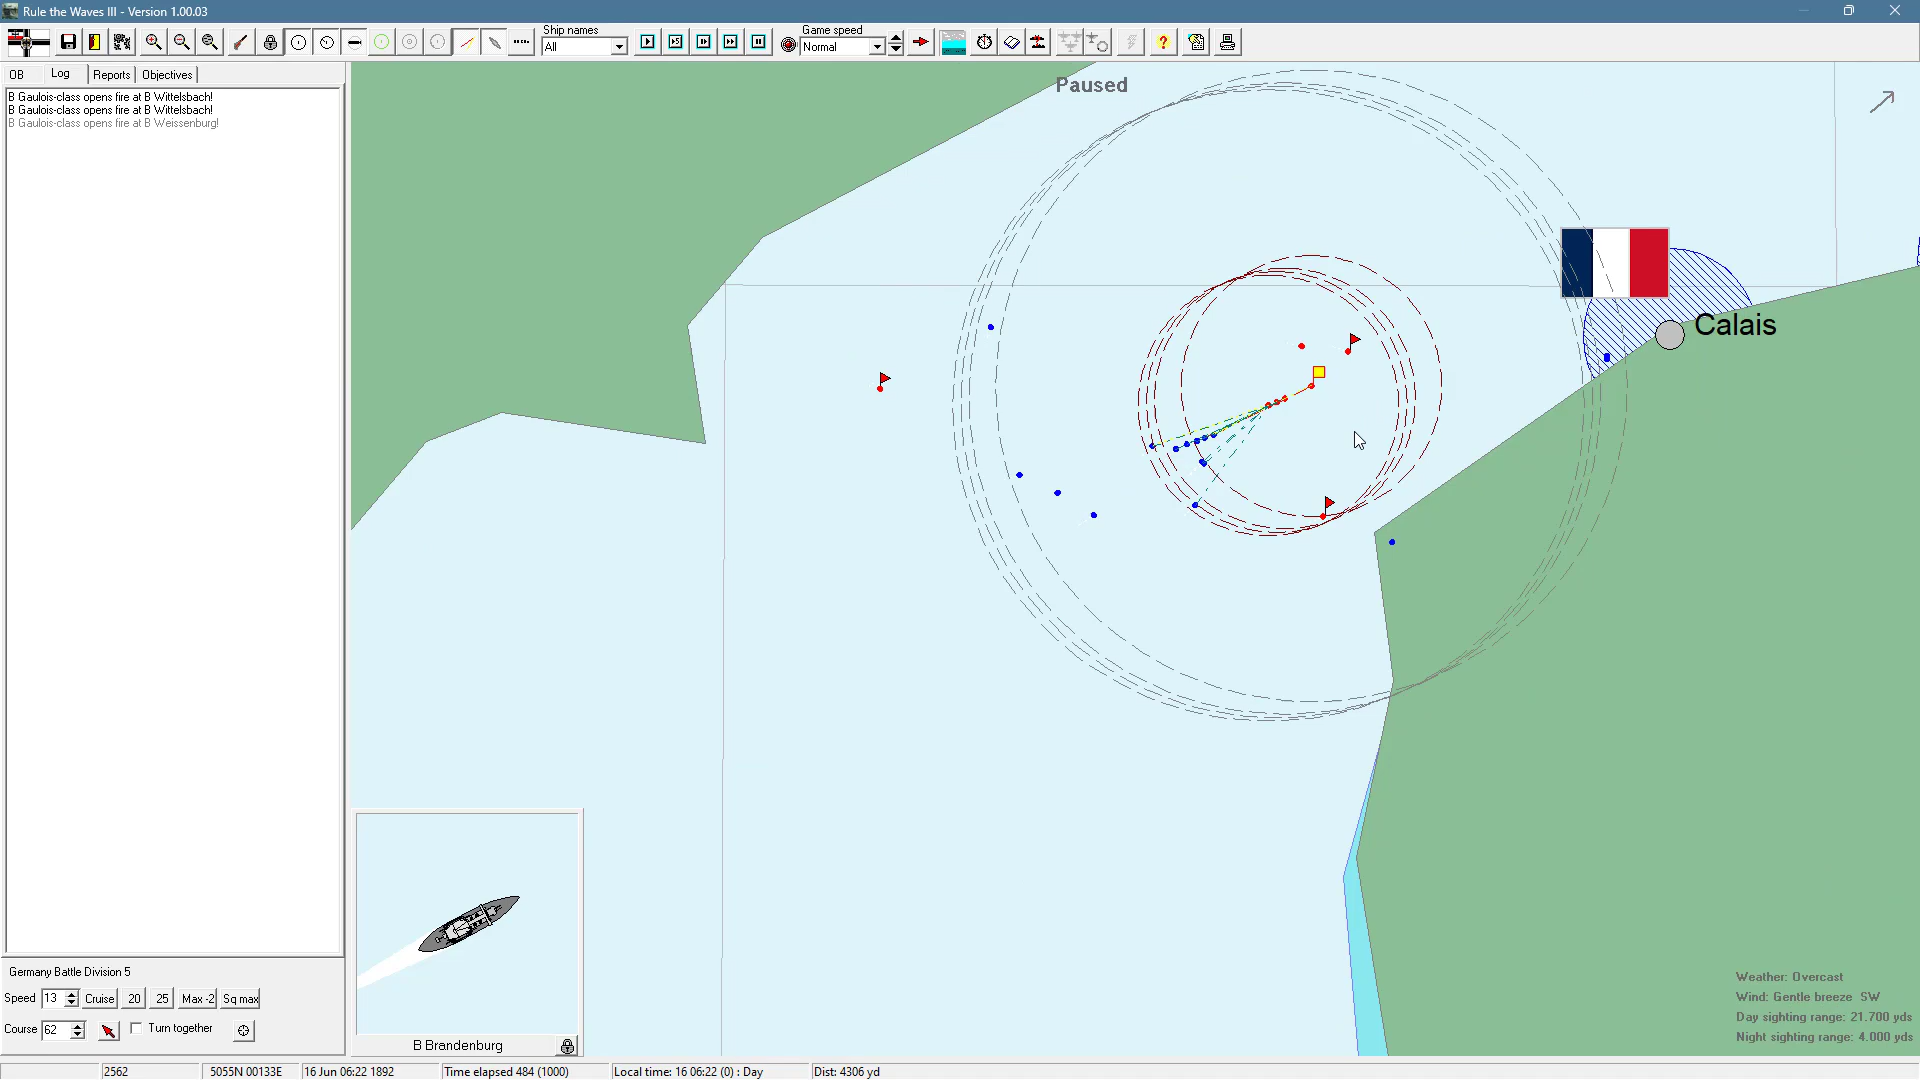 Rule the Waves III - Version 1.00.03
Ship names
All
Game speed
Normal
OB
Log
Reports
Objectives
B Gaulois-class opens fire at B Wittelsbach!
B Gaulois-class opens fire at B Wittelsbach!
B Gaulois-class opens fire at B Weissenburg!
Paused
Calais
Germany Battle Division 5
Speed 13 Cruise 20 25 Max -2 Sq max
Course 62 Turn together
B Brandenburg
Weather: Overcast
Wind: Gentle breeze SW
Day sighting range: 21.700 yds
Night sighting range: 4.000 yds
2562
5055N 00133E
16 Jun 06:22 1892
Time elapsed 484 (1000)
Local time: 16 06:22 (0) : Day
Dist: 4306 yd